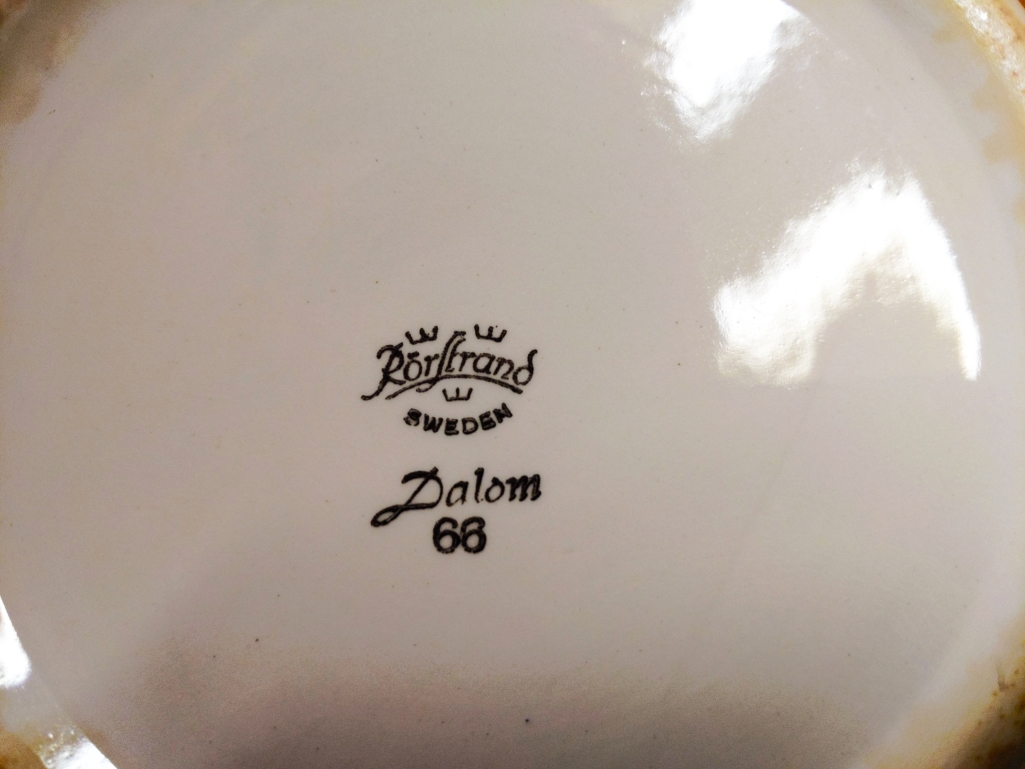 Rörstrand
SWEDEN
Dalom
66